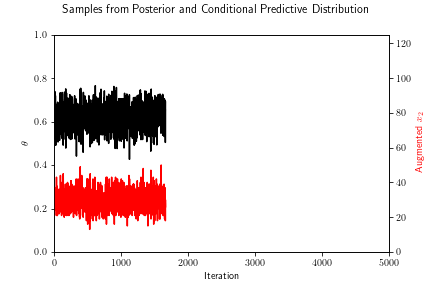 Samples from Posterior and Conditional Predictive Distribution
1.0
0.8
0.6
0.4
0.2
0.0
θ
120
100
80
60
40
20
0
Augmented x₂
0 1000 2000 3000 4000 5000
Iteration